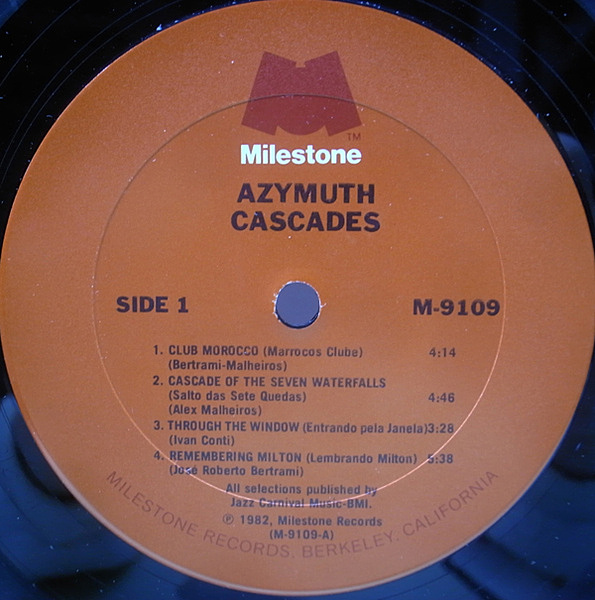 TM
Milestone
AZYMUTH
CASCADES
SIDE 1
M-9109
1. CLUB MOROCCO (Marrocos Clube) 4:14
(Bertrami-Malheiros)
2. CASCADE OF THE SEVEN WATERFALLS
(Salto das Sete Quedas) 4:46
(Alex Malheiros)
3. THROUGH THE WINDOW (Entrando pela Janela) 3:28
(Ivan Conti)
4. REMEMBERING MILTON (Lembrando Milton) 5:38
(José Roberto Bertrami)
All selections published by
Jazz Carnival Music-BMI.
℗ 1982, Milestone Records
(M-9109-A)
MILESTONE RECORDS, BERKELEY, CALIFORNIA